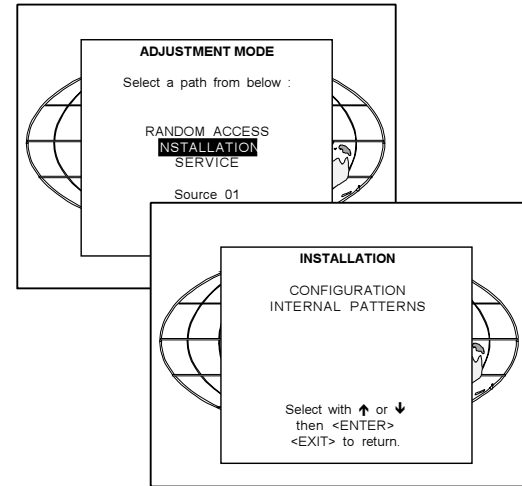 ADJUSTMENT MODE
Select a path from below :
RANDOM ACCESS
NSTALLATION
SERVICE
Source 01
INSTALLATION
CONFIGURATION
INTERNAL PATTERNS
Select with ↑ or ↓
then <ENTER>
<EXIT> to return.